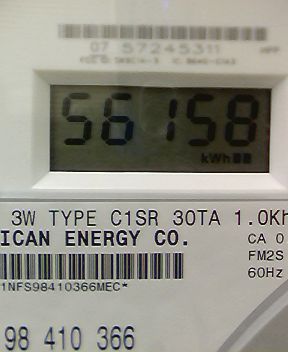 07 57245311
56158
kWh
3W TYPE C1SR 30TA 1.0Kh
ICAN ENERGY CO.
CA 0
FM2S
60Hz
1NFS98410366MEC*
98 410 366